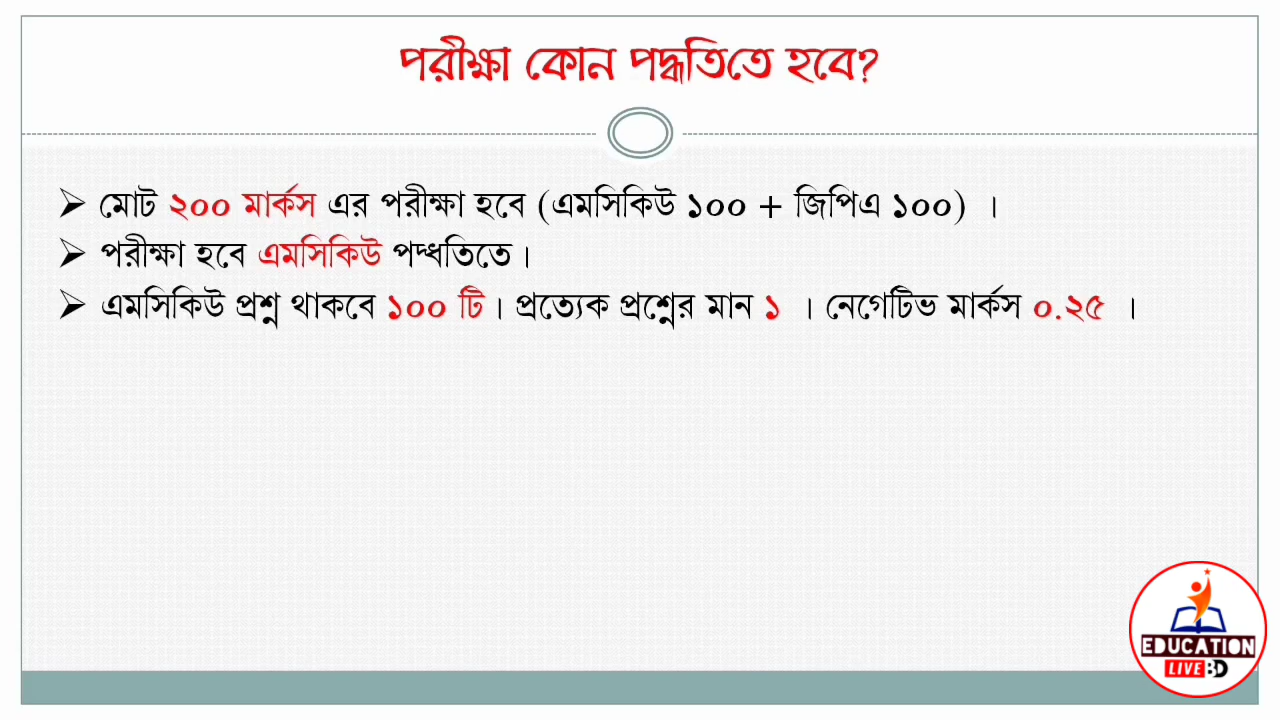 পরীক্ষা কোন পদ্ধতিতে হবে?
➢ মোট ২০০ মার্কস এর পরীক্ষা হবে (এমসিকিউ ১০০ + জিপিএ ১০০) ।
➢ পরীক্ষা হবে এমসিকিউ পদ্ধতিতে।
➢ এমসিকিউ প্রশ্ন থাকবে ১০০ টি। প্রত্যেক প্রশ্নের মান ১ । নেগেটিভ মার্কস ০.২৫ ।
EDUCATION
LIVE BD